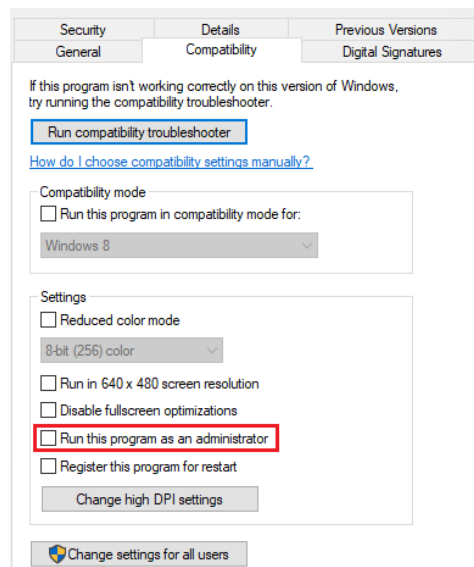 Security
Details
Previous Versions
General
Compatibility
Digital Signatures
If this program isn't working correctly on this version of Windows,
try running the compatibility troubleshooter.
Run compatibility troubleshooter
How do I choose compatibility settings manually?
Compatibility mode
Run this program in compatibility mode for:
Windows 8
Settings
Reduced color mode
8-bit (256) color
Run in 640 x 480 screen resolution
Disable fullscreen optimizations
Run this program as an administrator
Register this program for restart
Change high DPI settings
Change settings for all users